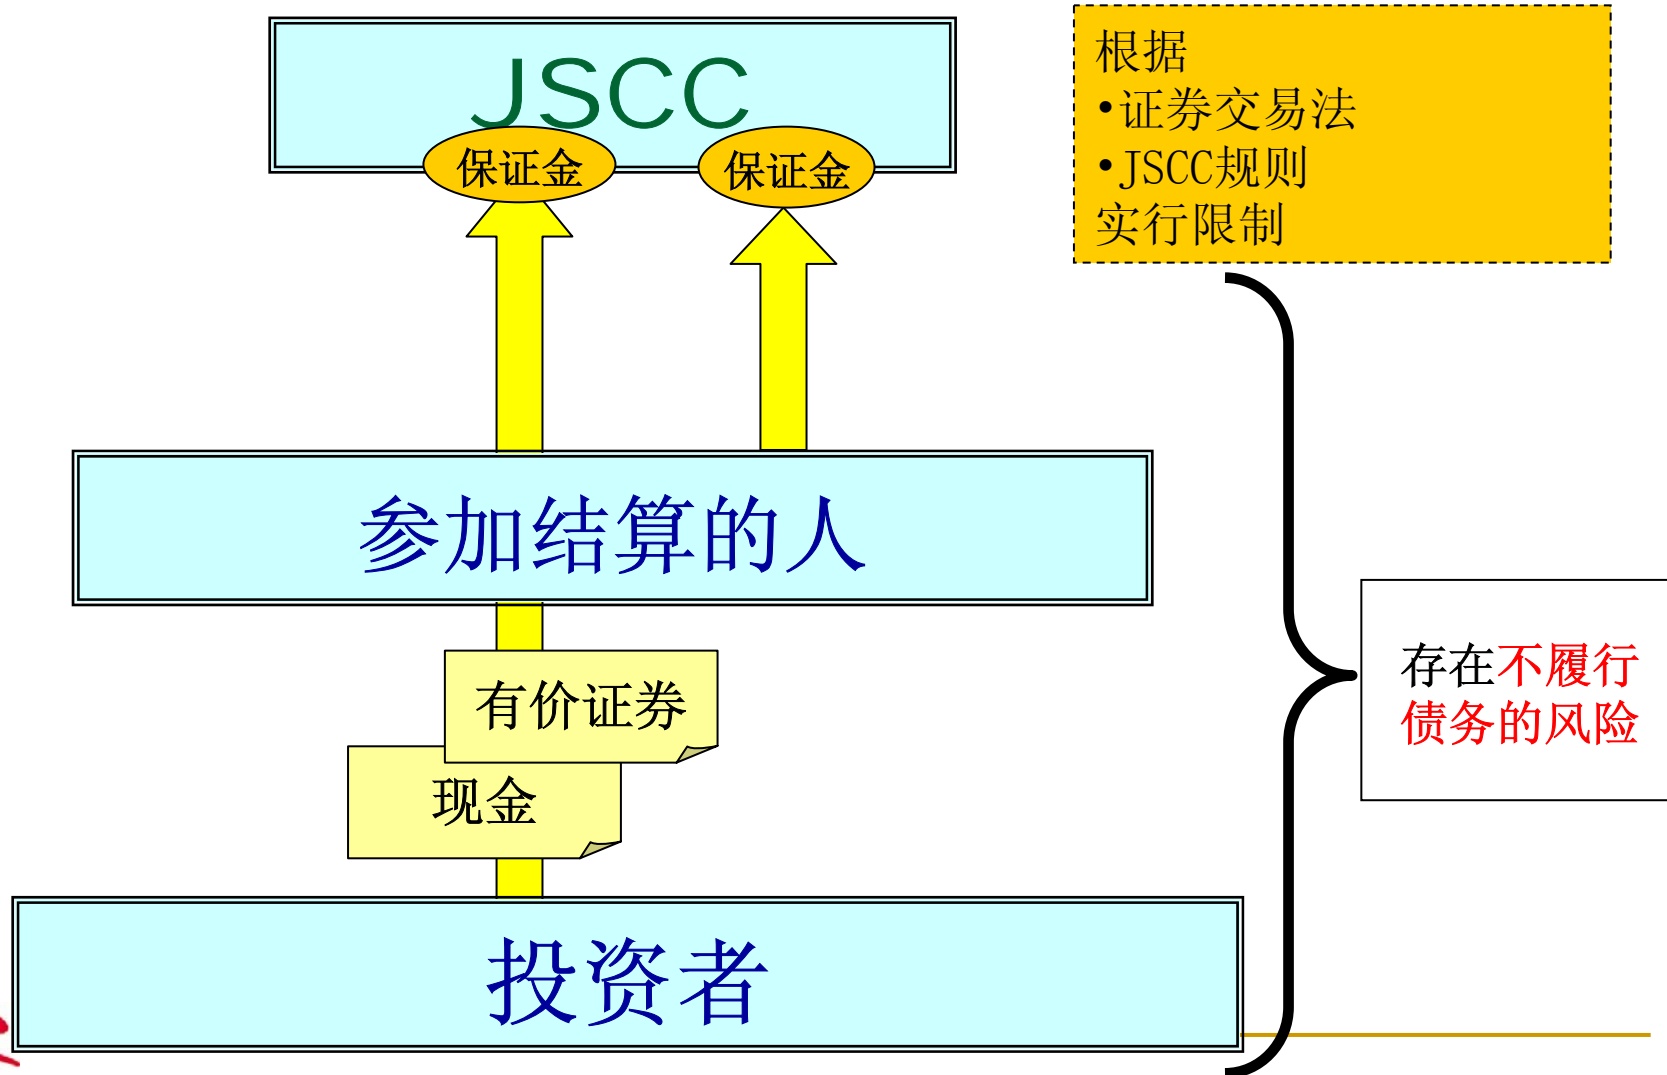 JSCC
保证金
保证金
根据
•证券交易法
•JSCC规则
实行限制
参加结算的人
有价证券
现金
存在不履行
债务的风险
投资者